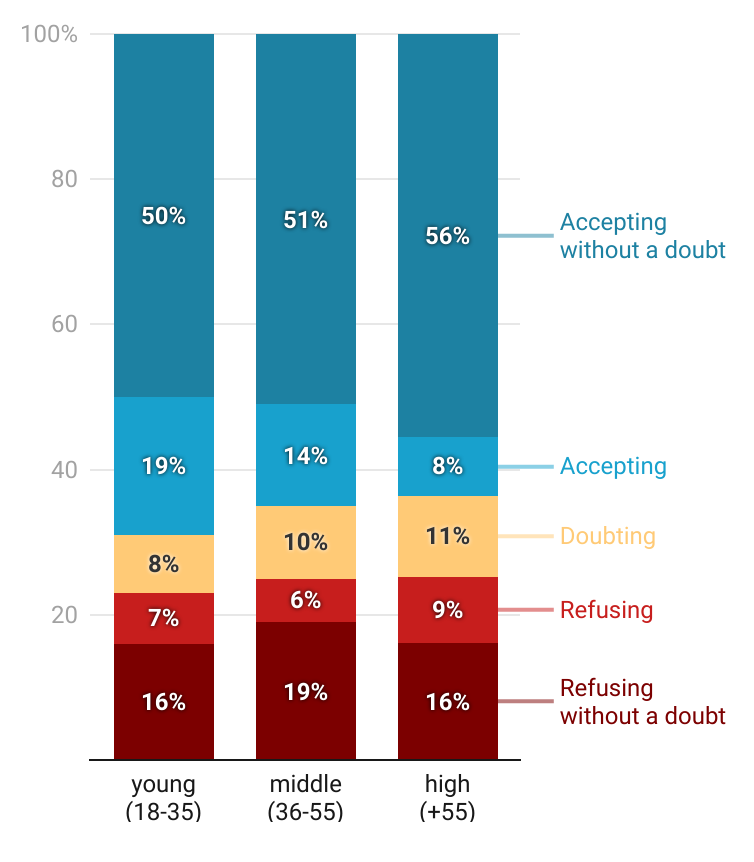 100%
80
60
40
20
50%
19%
8%
7%
16%
51%
14%
10%
6%
19%
56%
8%
11%
9%
16%
Accepting
without a doubt
Accepting
Doubting
Refusing
Refusing
without a doubt
young
(18-35)
middle
(36-55)
high
(+55)